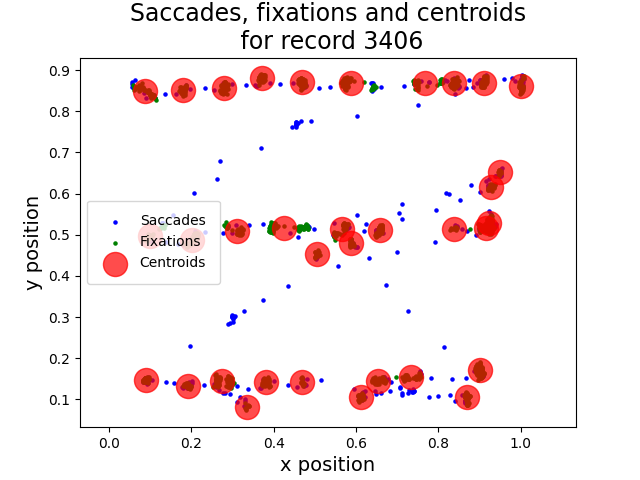 Saccades, fixations and centroids
for record 3406
0.9
0.8
0.7
0.6
0.5
0.4
0.3
0.2
0.1
y position
Saccades
Fixations
Centroids
0.0 0.2 0.4 0.6 0.8 1.0
x position